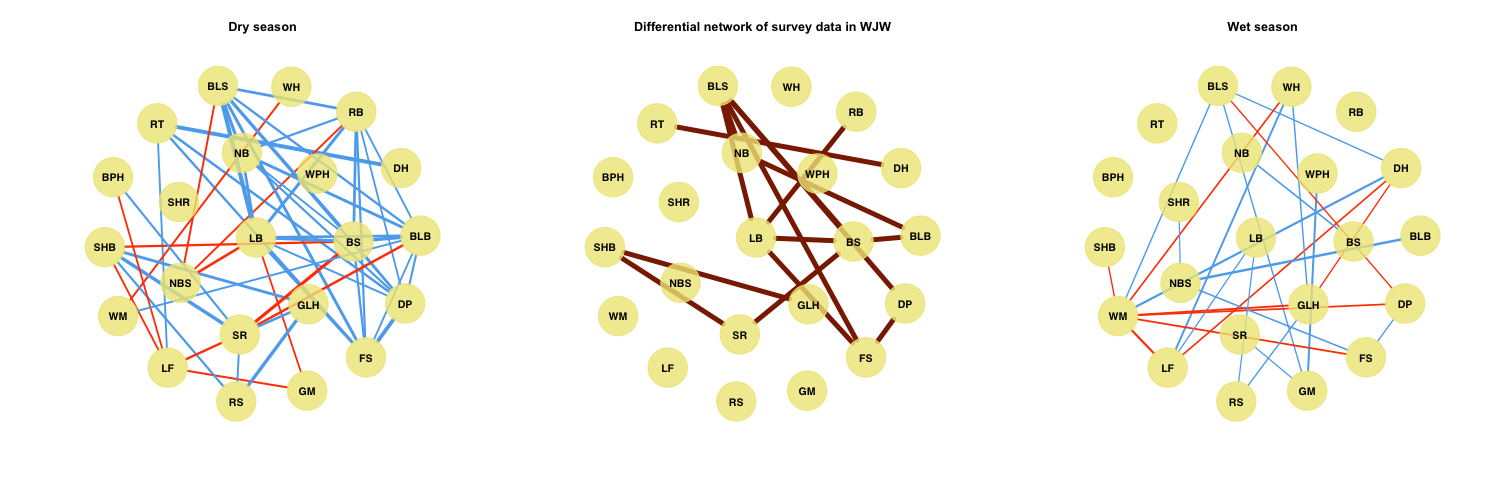 Dry season
BLS
WH
RB
RT
NB
DH
WPH
BPH
SHR
SHB
LB
BS
BLB
NBS
WM
GLH
DP
SR
LF
FS
RS
GM
Differential network of survey data in WJW
BLS
WH
RB
RT
NB
DH
WPH
BPH
SHR
SHB
LB
BS
BLB
NBS
WM
GLH
DP
SR
LF
FS
RS
GM
Wet season
BLS
WH
RB
RT
NB
DH
WPH
BPH
SHR
SHB
LB
BS
BLB
NBS
WM
GLH
DP
SR
LF
FS
RS
GM